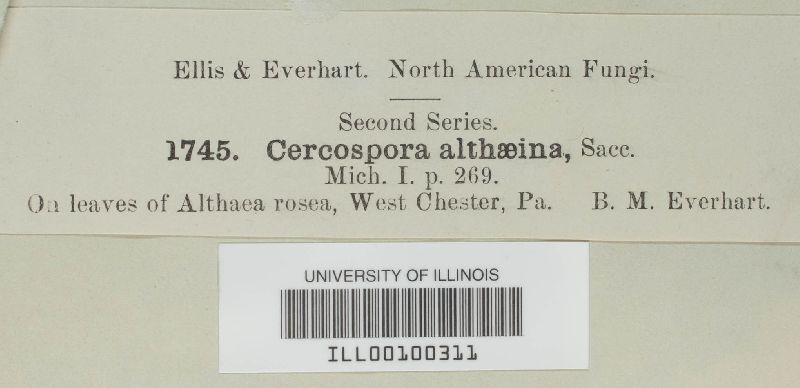 Ellis & Everhart. North American Fungi.
Second Series.
1745. Cercospora althæina, Sacc.
Mich. I. p. 269.
On leaves of Althaea rosea, West Chester, Pa. B. M. Everhart.
UNIVERSITY OF ILLINOIS
ILL00100311